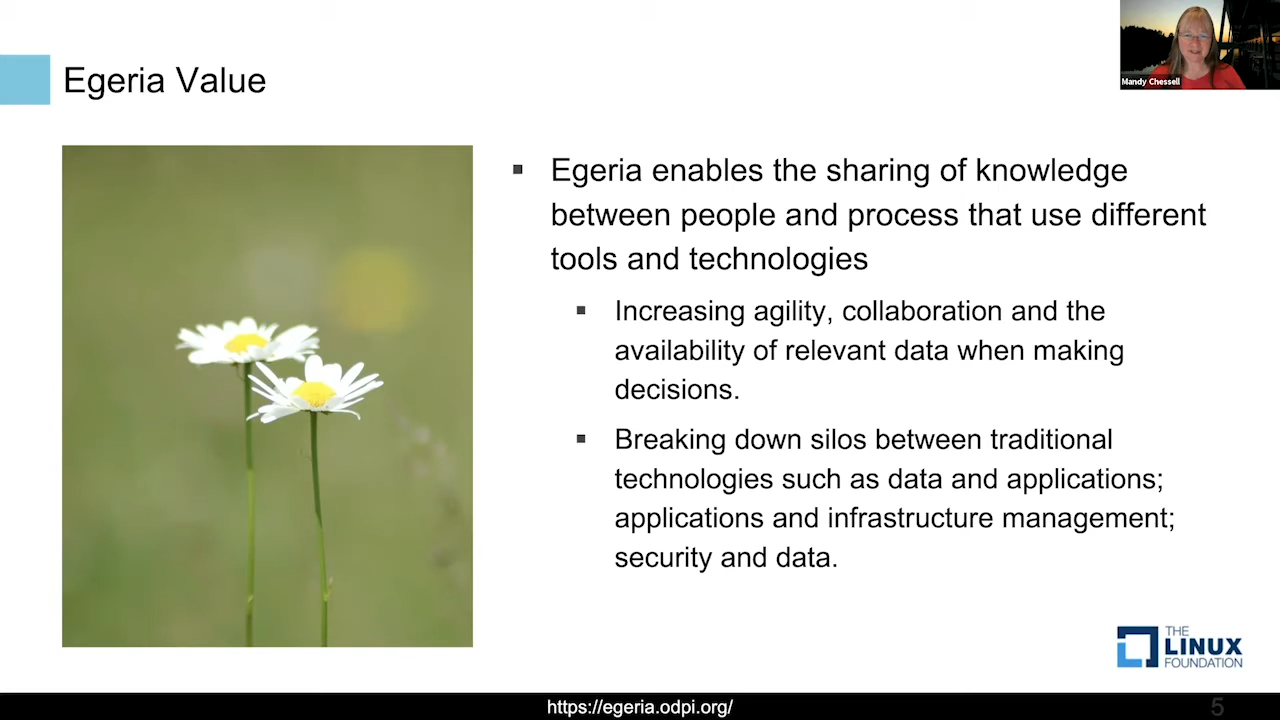 Mandy Chessell
Egeria Value
▪ Egeria enables the sharing of knowledge
between people and process that use different
tools and technologies
▪ Increasing agility, collaboration and the
availability of relevant data when making
decisions.
▪ Breaking down silos between traditional
technologies such as data and applications;
applications and infrastructure management;
security and data.
THE
LINUX
FOUNDATION
https://egeria.odpi.org/
5